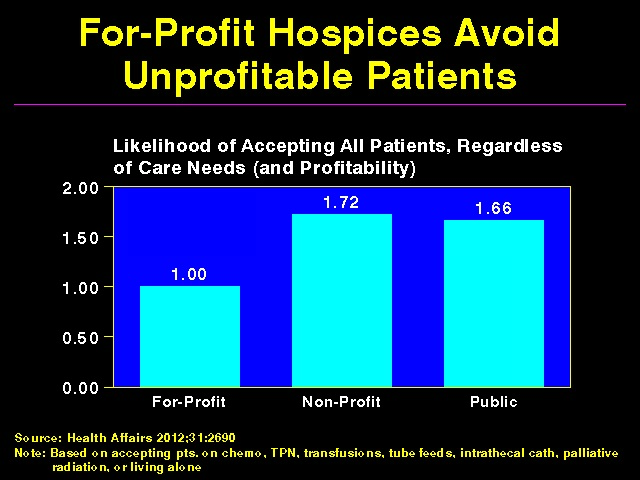 For-Profit Hospices Avoid
Unprofitable Patients
Likelihood of Accepting All Patients, Regardless
of Care Needs (and Profitability)
2.00
1.50
1.00
0.50
0.00
1.00
1.72
1.66
For-Profit
Non-Profit
Public
Source: Health Affairs 2012;31:2690
Note: Based on accepting pts. on chemo, TPN, transfusions, tube feeds, intrathecal cath, palliative
radiation, or living alone